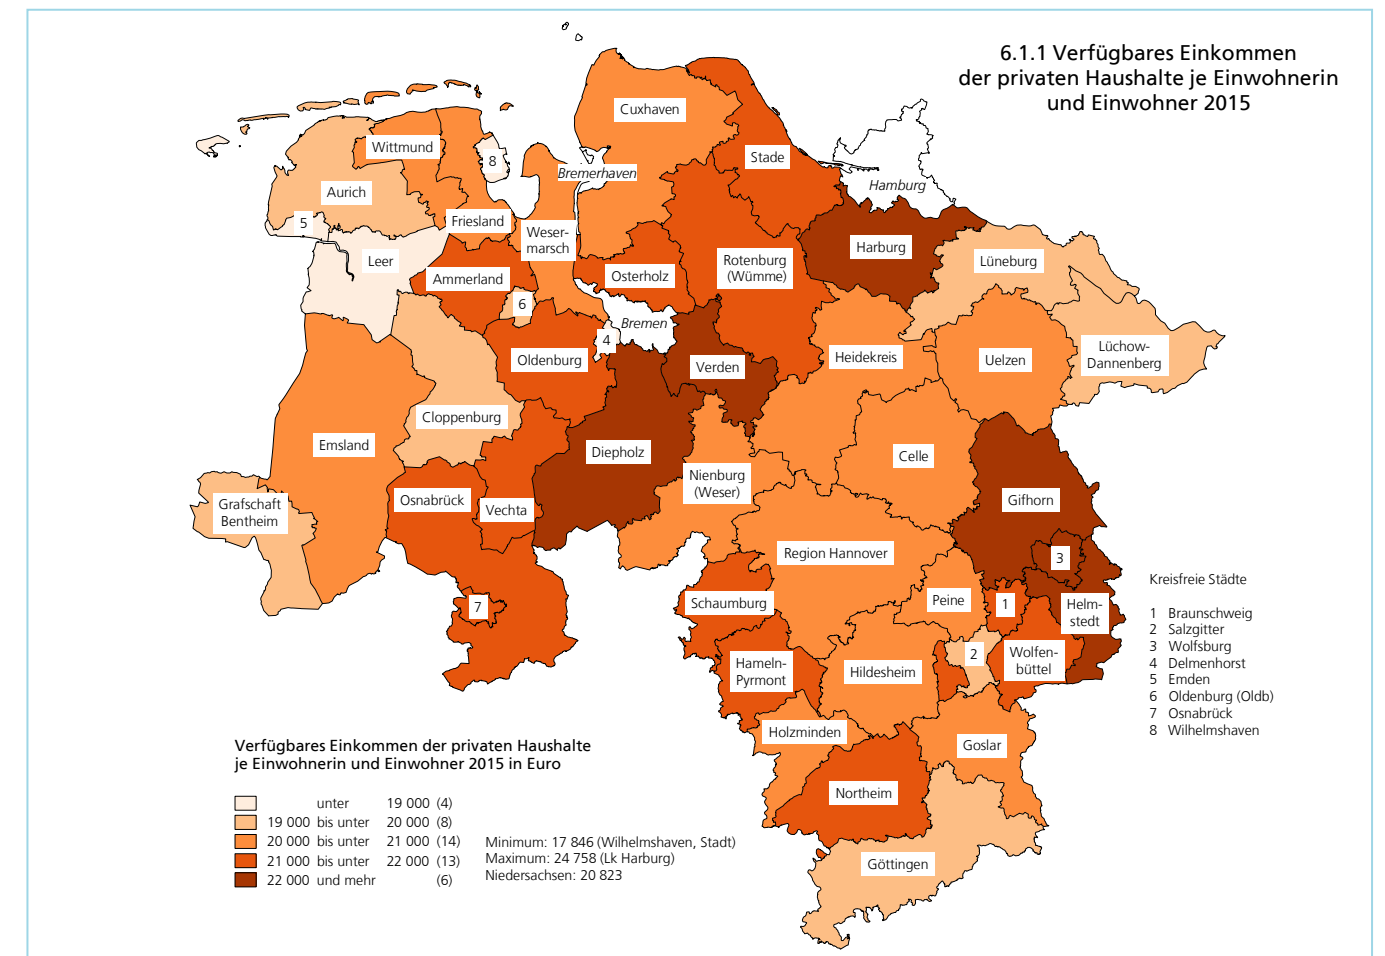 6.1.1 Verfügbares Einkommen
der privaten Haushalte je Einwohnerin
und Einwohner 2015
Cuxhaven
Wittmund
8
Stade
Bremerhaven
Aurich
Hamburg
5
Friesland
Weser-
marsch
Harburg
Leer
Rotenburg
(Wümme)
Lüneburg
Ammerland
Osterholz
6
Bremen
4
Oldenburg
Verden
Heidekreis
Uelzen
Lüchow-
Dannenberg
Cloppenburg
Emsland
Diepholz
Celle
Nienburg
(Weser)
Grafschaft
Bentheim
Osnabrück
Vechta
Gifhorn
Region Hannover
3
Schaumburg
Peine
1
Helm-
stedt
7
Hameln-
Pyrmont
Hildesheim
2
Wolfen-
büttel
Holzminden
Goslar
Northeim
Göttingen
Kreisfreie Städte
1 Braunschweig
2 Salzgitter
3 Wolfsburg
4 Delmenhorst
5 Emden
6 Oldenburg (Oldb)
7 Osnabrück
8 Wilhelmshaven
Verfügbares Einkommen der privaten Haushalte
je Einwohnerin und Einwohner 2015 in Euro
unter 19 000 (4)
19 000 bis unter 20 000 (8)
20 000 bis unter 21 000 (14)
21 000 bis unter 22 000 (13)
22 000 und mehr (6)
Minimum: 17 846 (Wilhelmshaven, Stadt)
Maximum: 24 758 (Lk Harburg)
Niedersachsen: 20 823